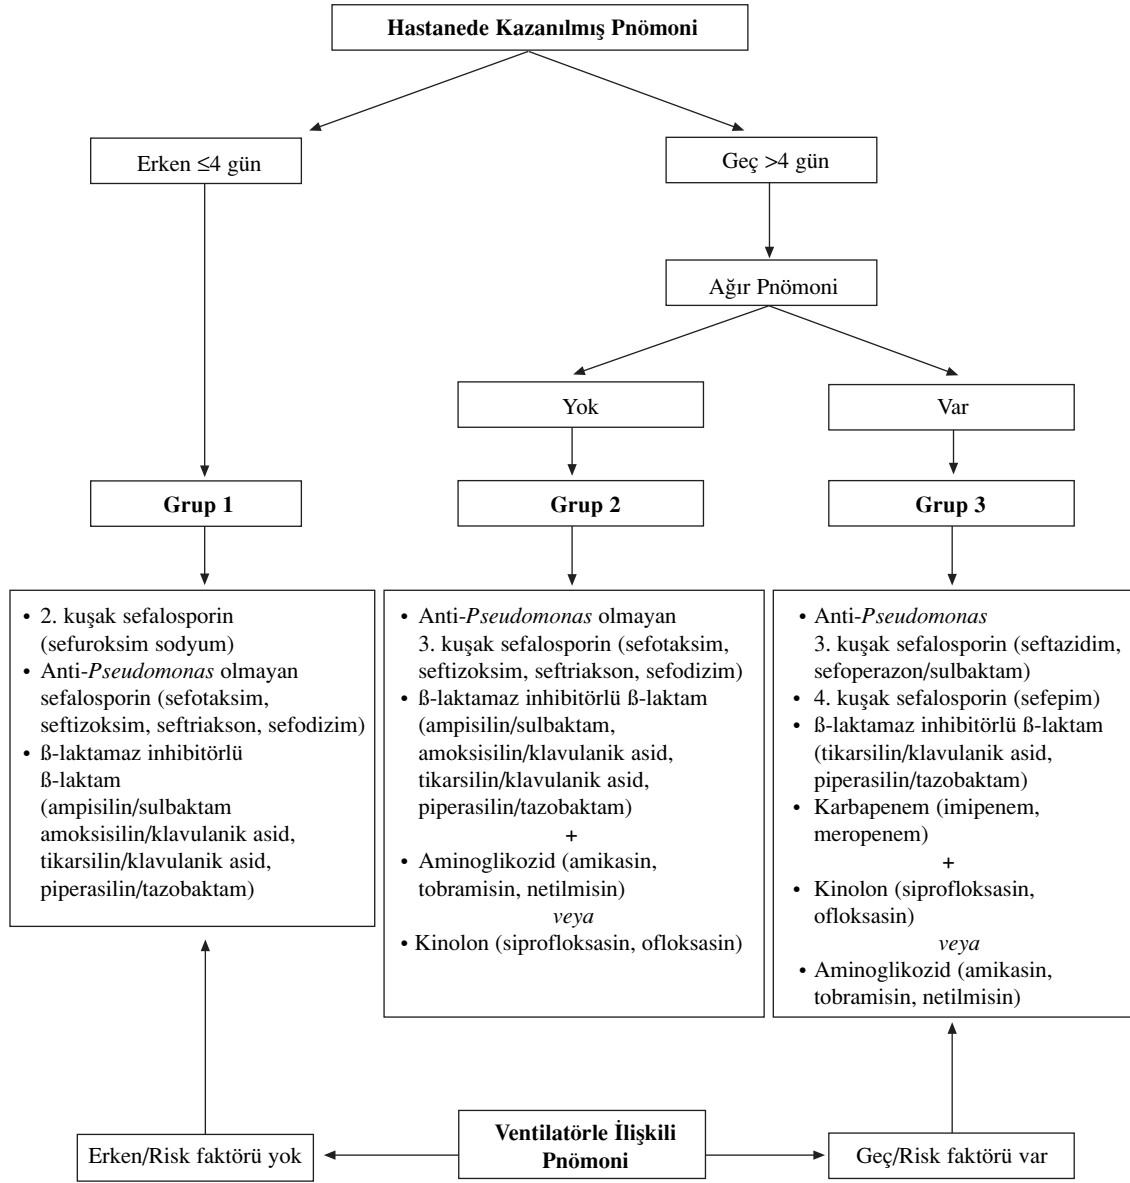 Hastanede Kazanılmış Pnömoni
Erken ≤4 gün
Geç >4 gün
Ağır Pnömoni
Yok
Var
Grup 1
Grup 2
Grup 3
• 2. kuşak sefalosporin
(sefuroksim sodyum)
• Anti-Pseudomonas olmayan
sefalosporin (sefotaksim,
seftizoksim, seftriakson, sefodizim)
• ß-laktamaz inhibitörlü
ß-laktam
(ampisilin/sulbaktam
amoksisilin/klavulanik asid,
tikarsilin/klavulanik asid,
piperasilin/tazobaktam)
• Anti-Pseudomonas olmayan
3. kuşak sefalosporin (sefotaksim,
seftizoksim, seftriakson, sefodizim)
• ß-laktamaz inhibitörlü ß-laktam
(ampisilin/sulbaktam,
amoksisilin/klavulanik asid,
tikarsilin/klavulanik asid,
piperasilin/tazobaktam)
+
• Aminoglikozid (amikasin,
tobramisin, netilmisin)
veya
• Kinolon (siprofloksasin, ofloksasin)
• Anti-Pseudomonas
3. kuşak sefalosporin (seftazidim,
sefoperazon/sulbaktam)
• 4. kuşak sefalosporin (sefepim)
• ß-laktamaz inhibitörlü ß-laktam
(tikarsilin/klavulanik asid,
piperasilin/tazobaktam)
• Karbapenem (imipenem,
meropenem)
+
• Kinolon (siprofloksasin,
ofloksasin)
veya
• Aminoglikozid (amikasin,
tobramisin, netilmisin)
Erken/Risk faktörü yok
Ventilatörle İlişkili
Pnömoni
Geç/Risk faktörü var